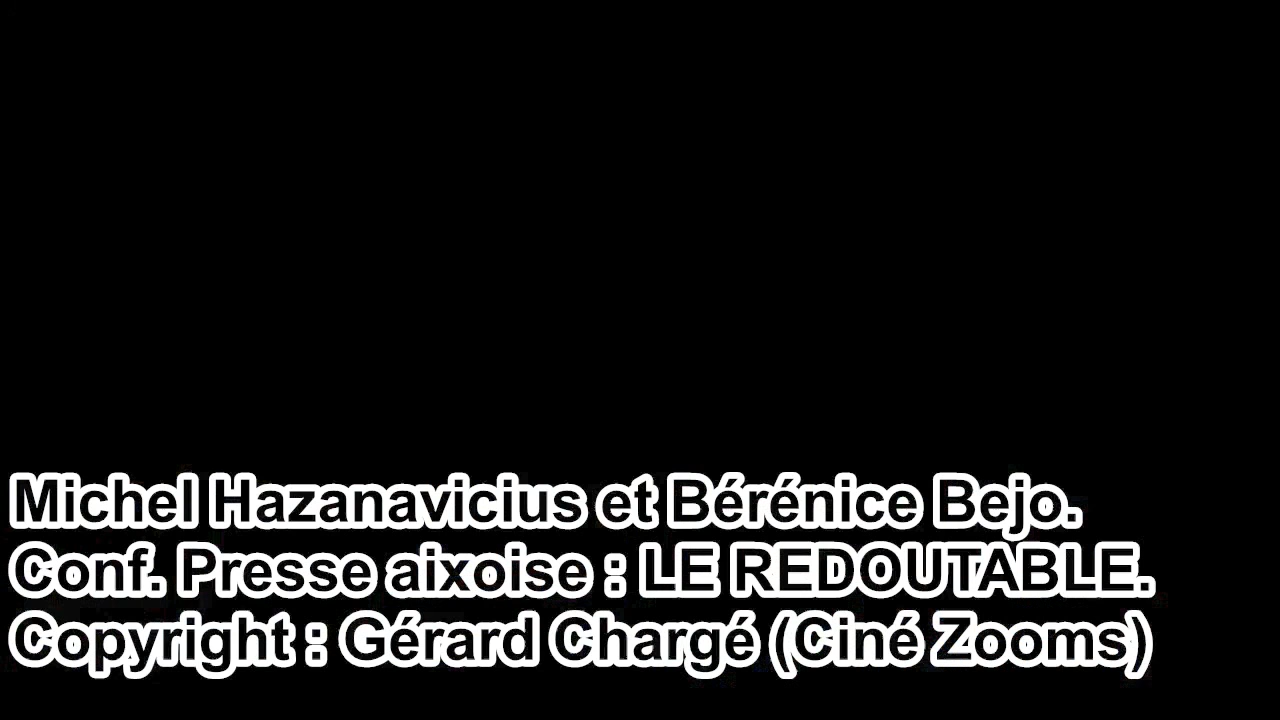 Michel Hazanavicius et Bérénice Bejo.
Conf. Presse aixoise : LE REDOUTABLE.
Copyright : Gérard Chargé (Ciné Zooms)